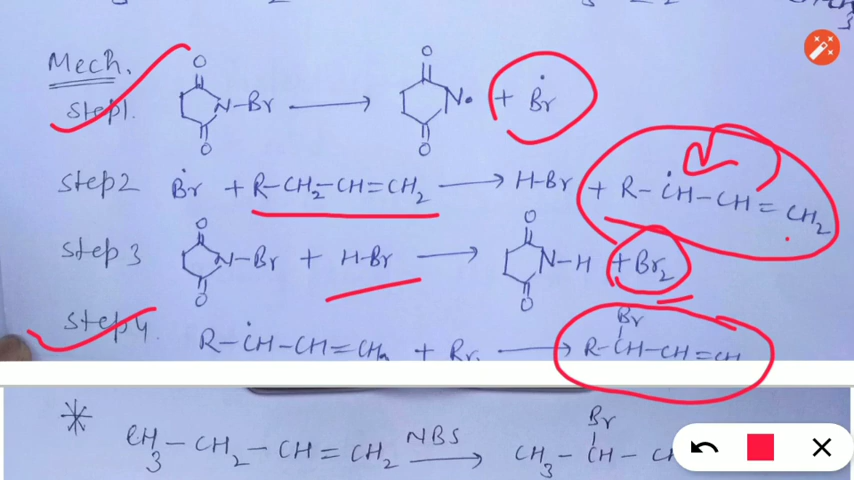 Mech.
Step1. N-Br ⟶ N• + Ḃr
Step2 Ḃr + R-CH2-CH=CH2 ⟶ H-Br + R-ĊH-CH=CH2
Step 3 N-Br + H-Br ⟶ N-H + Br2
Step4. R-ĊH-CH=CH2 + Br2 ⟶ R-CH-CH=CH
Br
* CH3-CH2-CH=CH2 NBS ⟶ CH3-CH-
Br